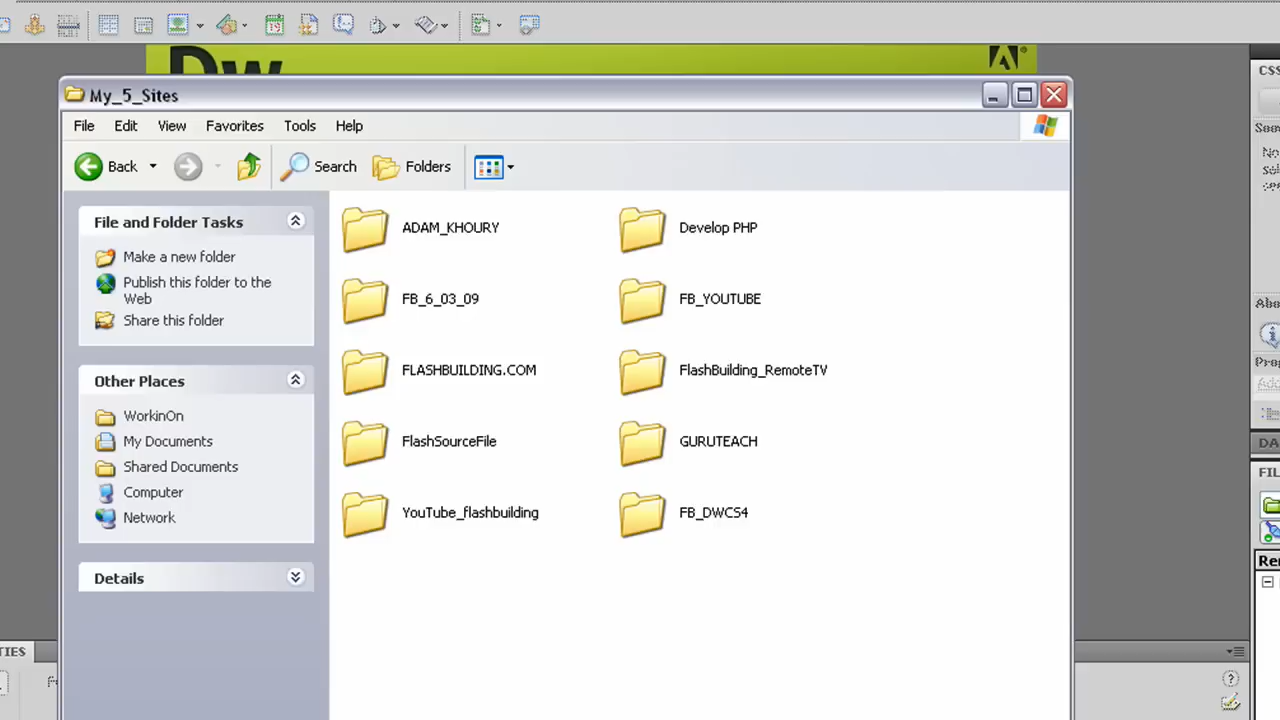 Dw
My_5_Sites
File Edit View Favorites Tools Help
Back Search Folders
File and Folder Tasks
Make a new folder
Publish this folder to the
Web
Share this folder
Other Places
WorkinOn
My Documents
Shared Documents
Computer
Network
Details
ADAM_KHOURY Develop PHP
FB_6_03_09 FB_YOUTUBE
FLASHBUILDING.COM FlashBuilding_RemoteTV
FlashSourceFile GURUTEACH
YouTube_flashbuilding FB_DWCS4
CSS